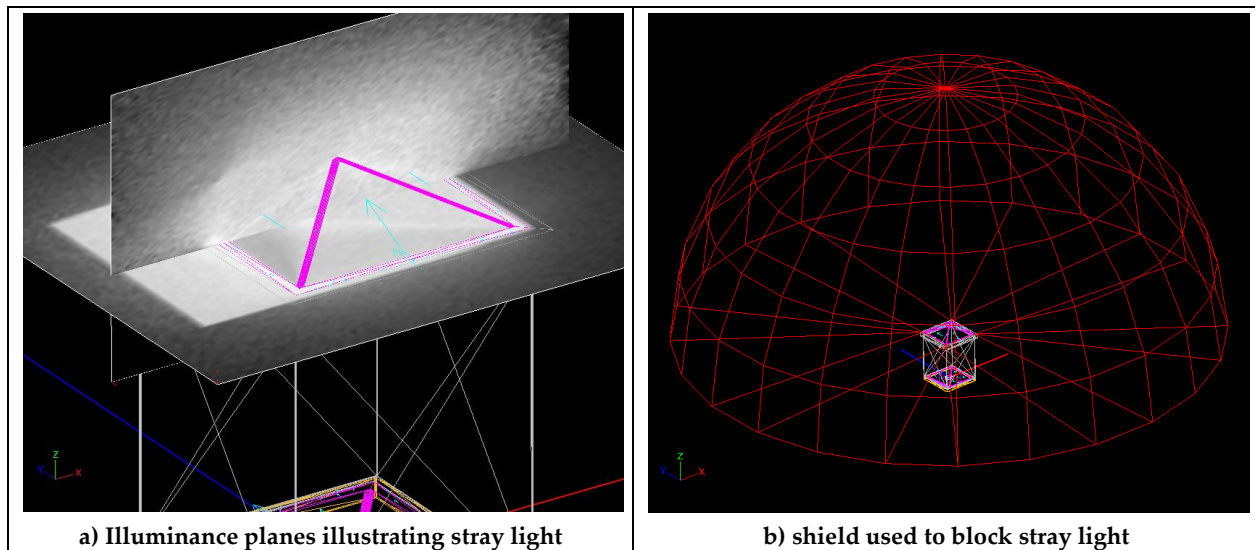 Z
Y
X
Z
Y
X
a) Illuminance planes illustrating stray light
b) shield used to block stray light